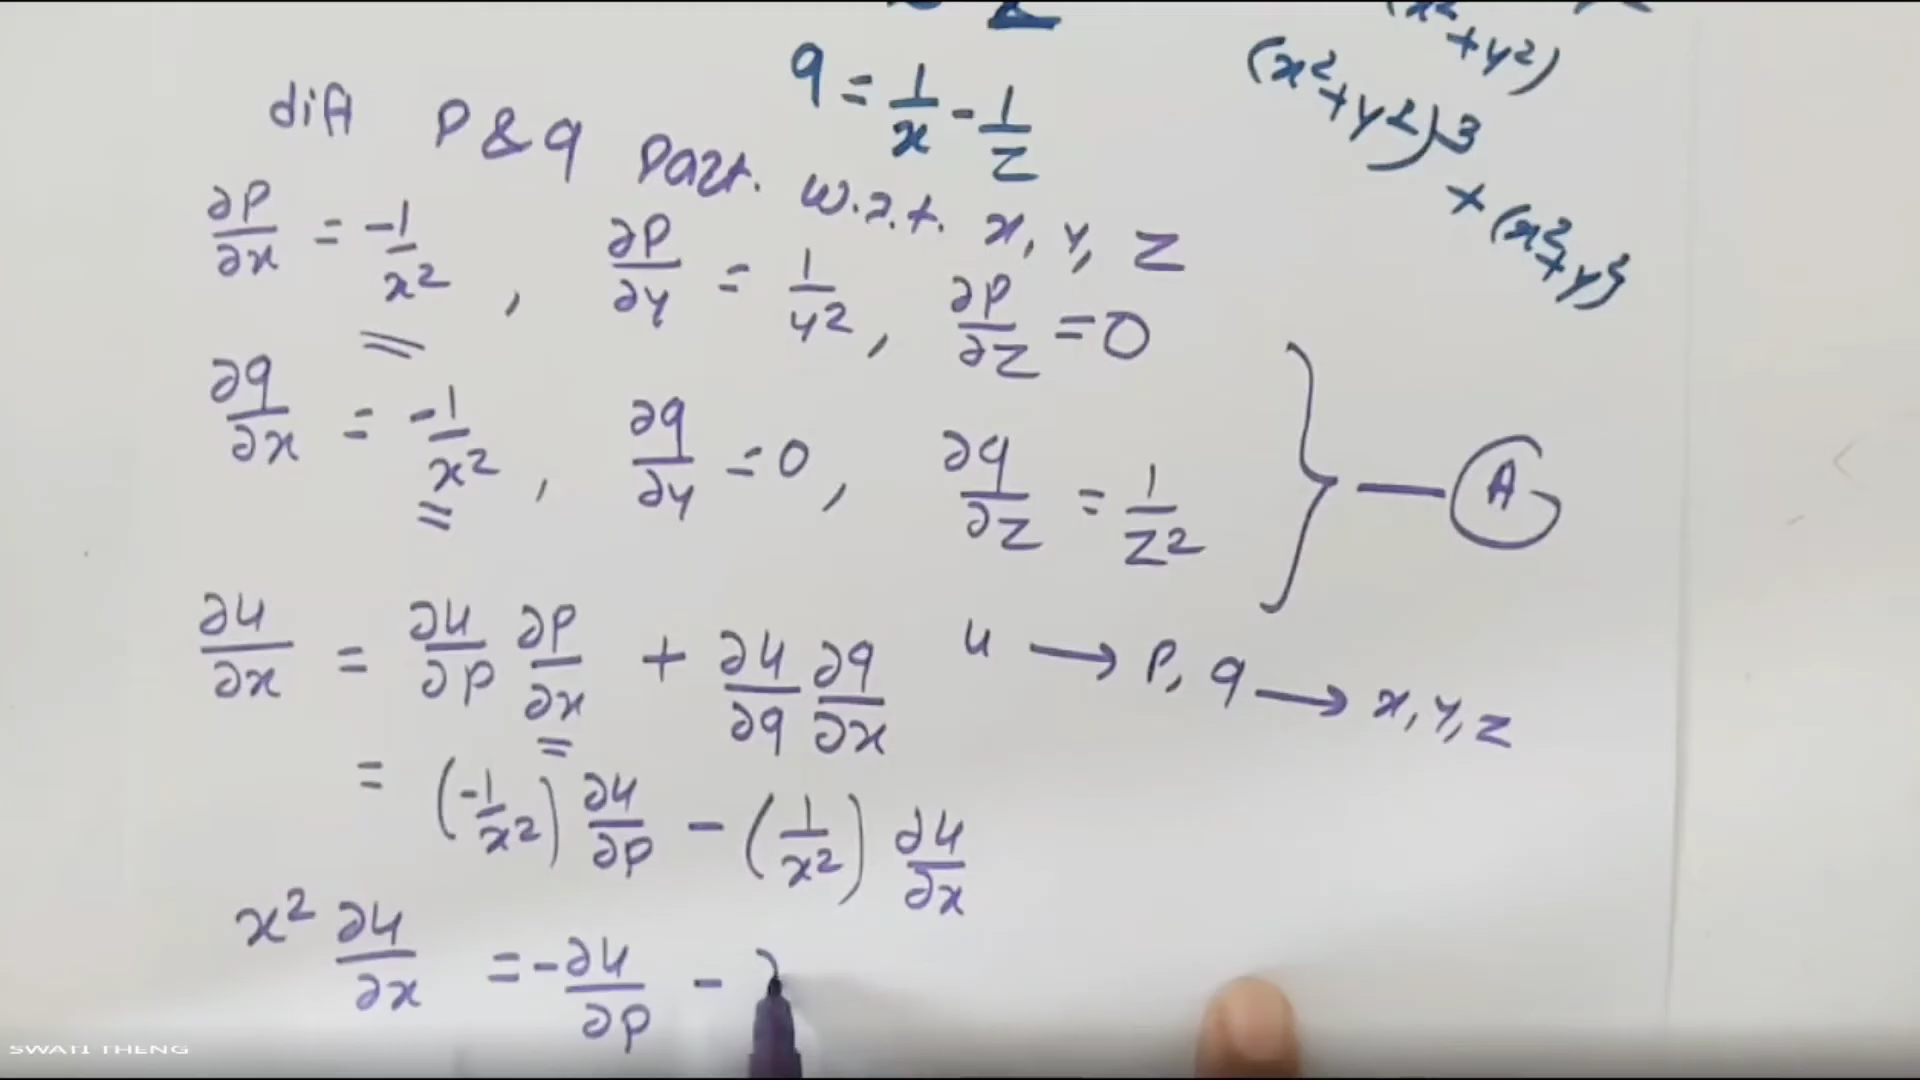 q = 1/x - 1/z
+y²)
(x²+y²)3
×(x²+y²)
diff P & q Part. w.r.t. x, y, z
∂P/∂x = -1/x² , ∂P/∂y = 1/y² , ∂P/∂z = 0
∂q/∂x = -1/x² , ∂q/∂y = 0 , ∂q/∂z = 1/z² } — A
∂u/∂x = ∂u/∂P ∂P/∂x + ∂u/∂q ∂q/∂x u → P, q → x, y, z
= (-1/x²) ∂u/∂P - (1/x²) ∂u/∂x
x² ∂u/∂x = - ∂u/∂P - ∂
SWATI THENG